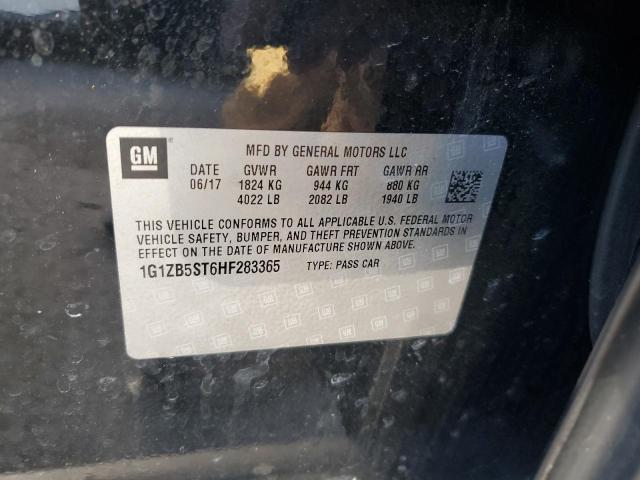 GM ®
MFD BY GENERAL MOTORS LLC
DATE GVWR GAWR FRT GAWR RR
06/17 1824 KG 944 KG 880 KG
4022 LB 2082 LB 1940 LB
THIS VEHICLE CONFORMS TO ALL APPLICABLE U.S. FEDERAL MOTOR
VEHICLE SAFETY, BUMPER, AND THEFT PREVENTION STANDARDS IN
EFFECT ON THE DATE OF MANUFACTURE SHOWN ABOVE.
1G1ZB5ST6HF283365 TYPE: PASS CAR